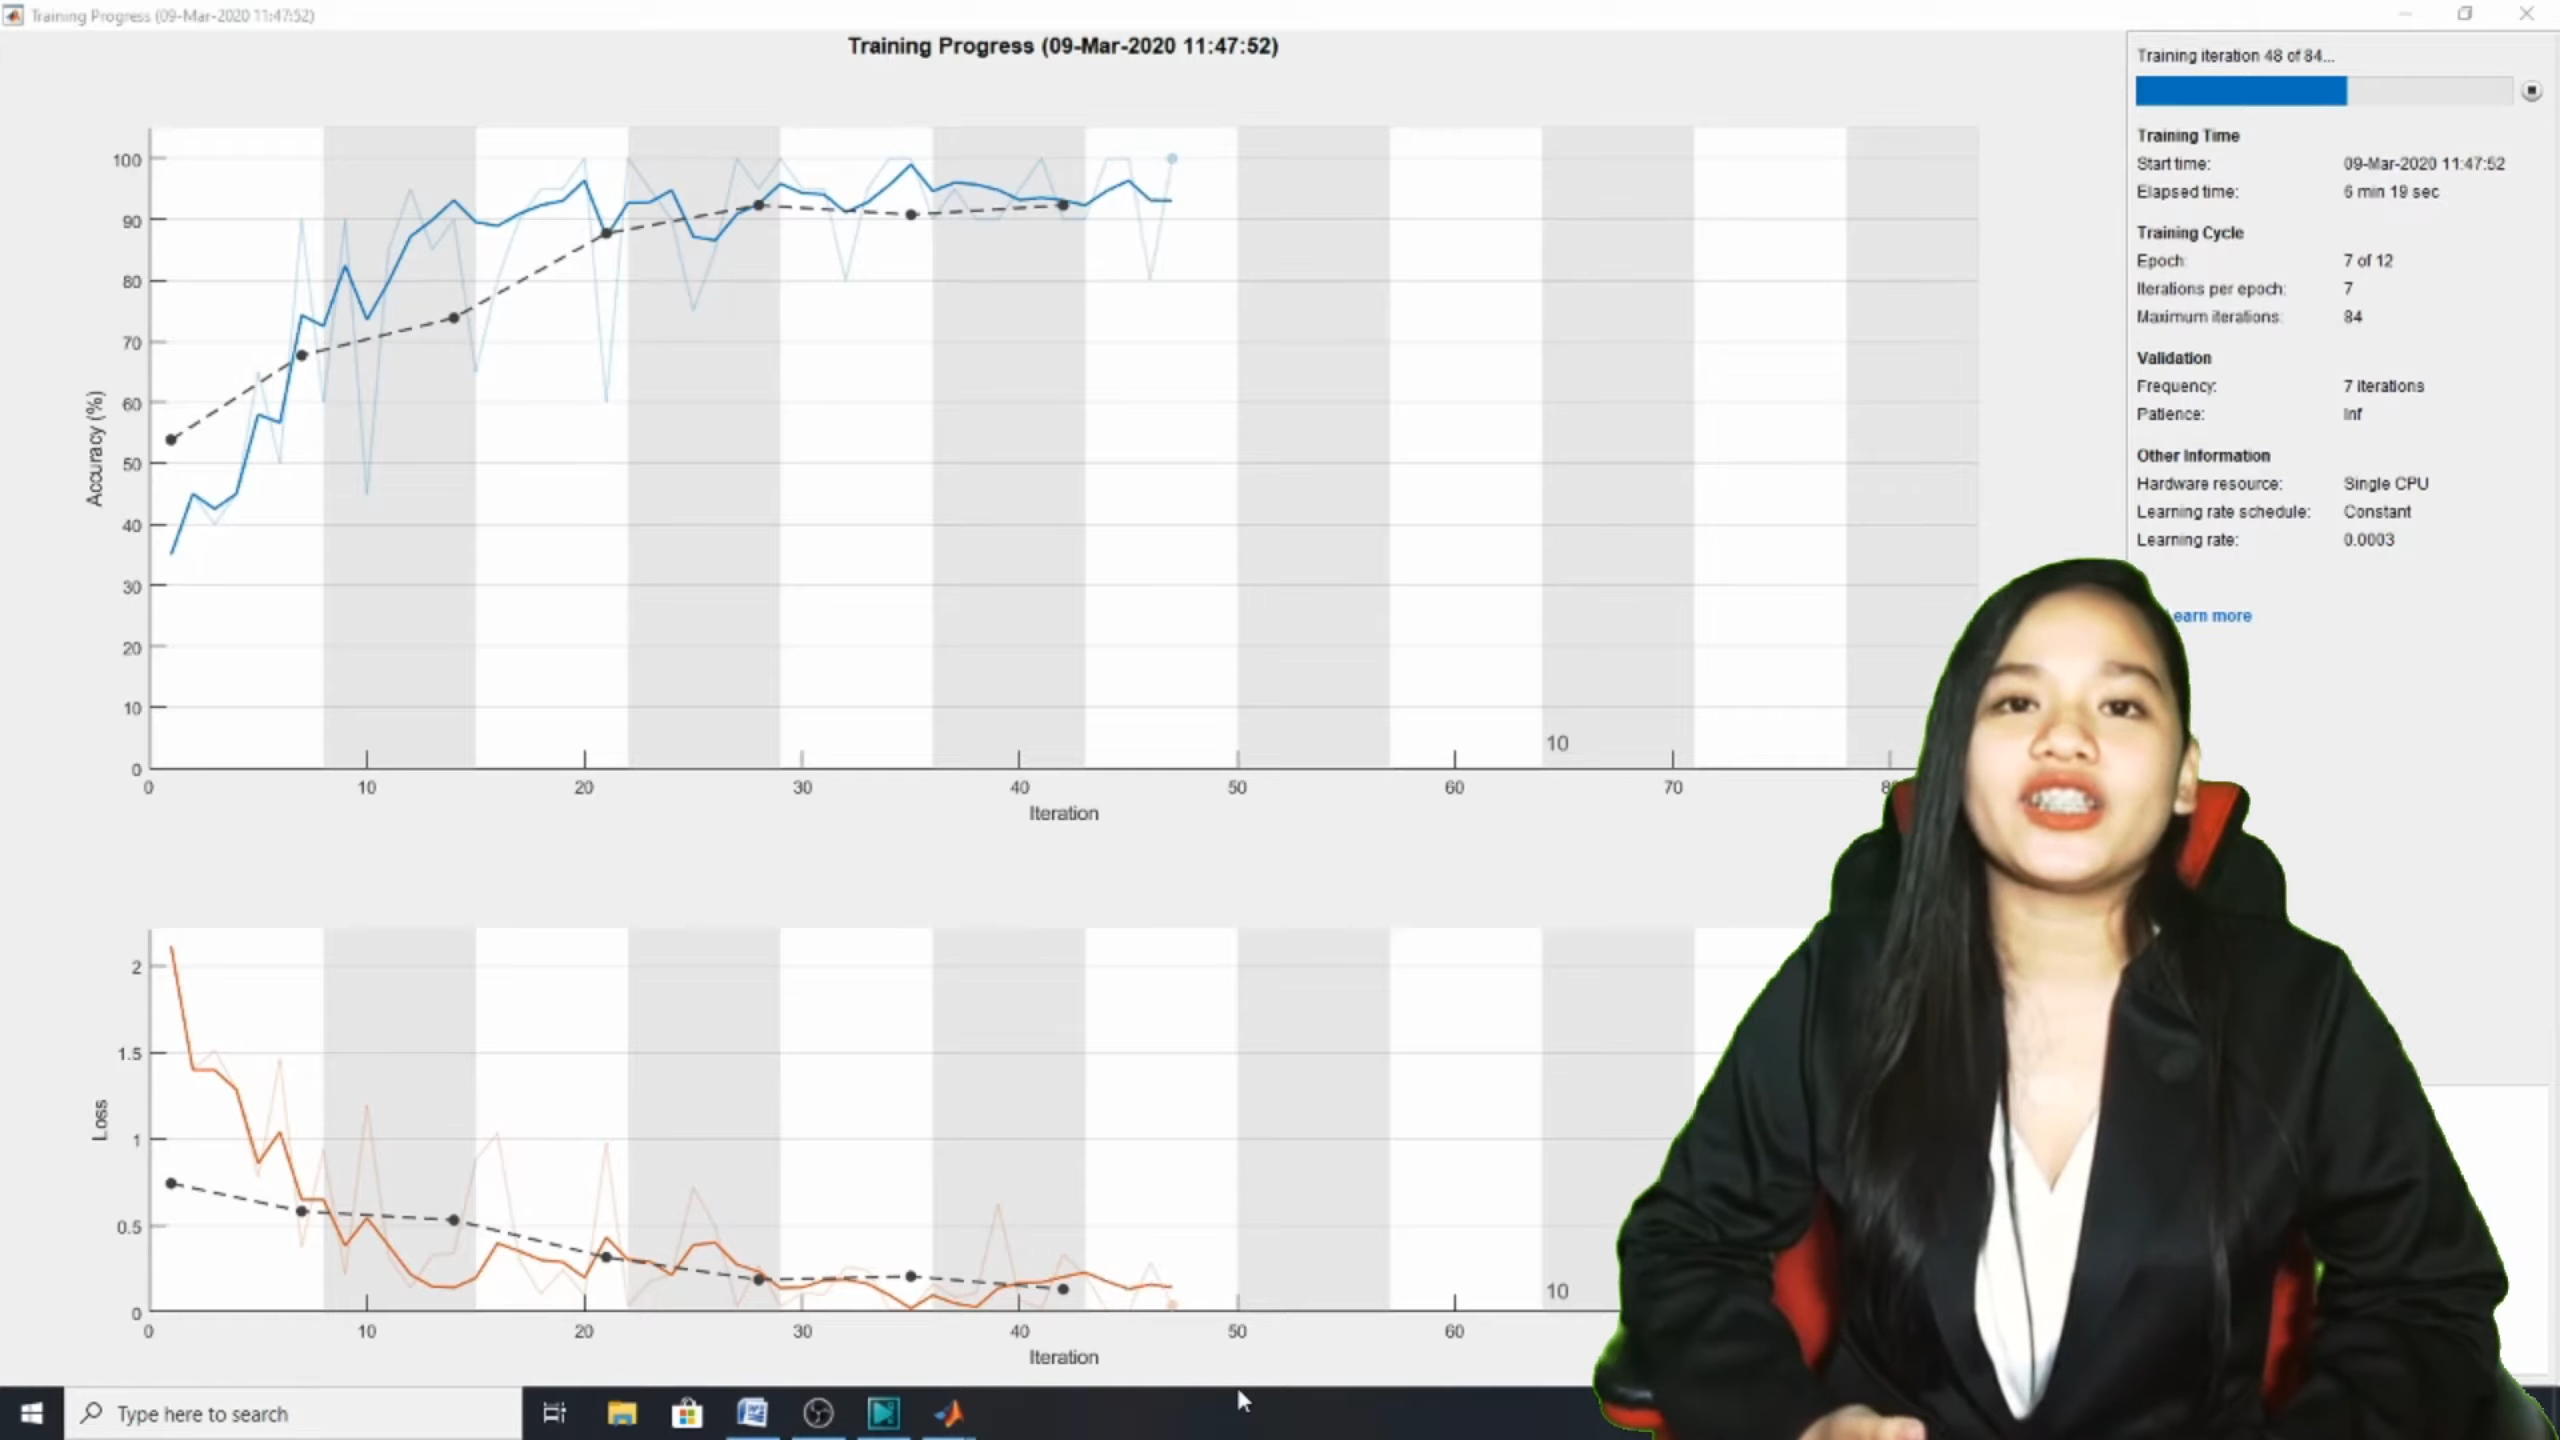 Training Progress (09-Mar-2020 11:47:52)
Training Progress (09-Mar-2020 11:47:52)
Training iteration 48 of 84...
Training Time
Start time: 09-Mar-2020 11:47:52
Elapsed time: 6 min 19 sec
Training Cycle
Epoch: 7 of 12
Iterations per epoch: 7
Maximum iterations: 84
Validation
Frequency: 7 iterations
Patience: Inf
Other Information
Hardware resource: Single CPU
Learning rate schedule: Constant
Learning rate: 0.0003
earn more
100
90
80
70
60
50
40
30
20
10
0
Accuracy (%)
10
0 10 20 30 40 50 60 70 8
Iteration
2
1.5
1
0.5
0
Loss
10
0 10 20 30 40 50 60
Iteration
Type here to search